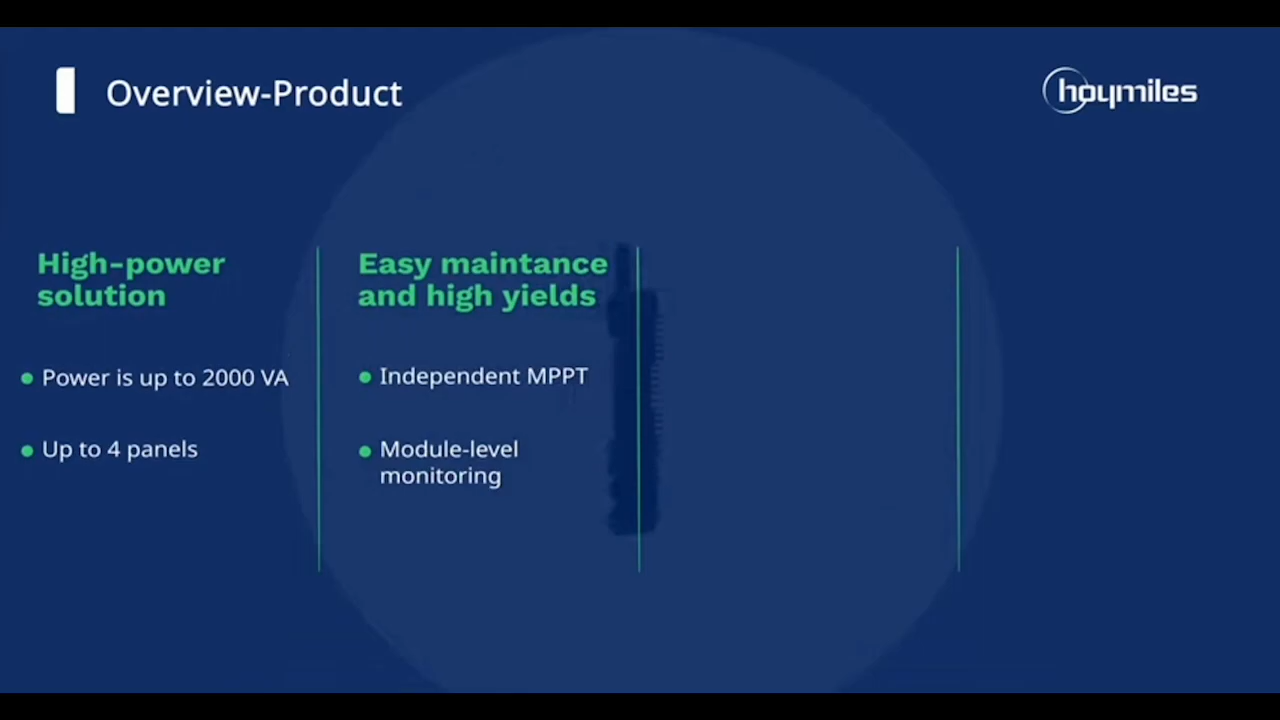 Overview-Product
hoymiles
High-power
solution
Power is up to 2000 VA
Up to 4 panels
Easy maintance
and high yields
Independent MPPT
Module-level
monitoring